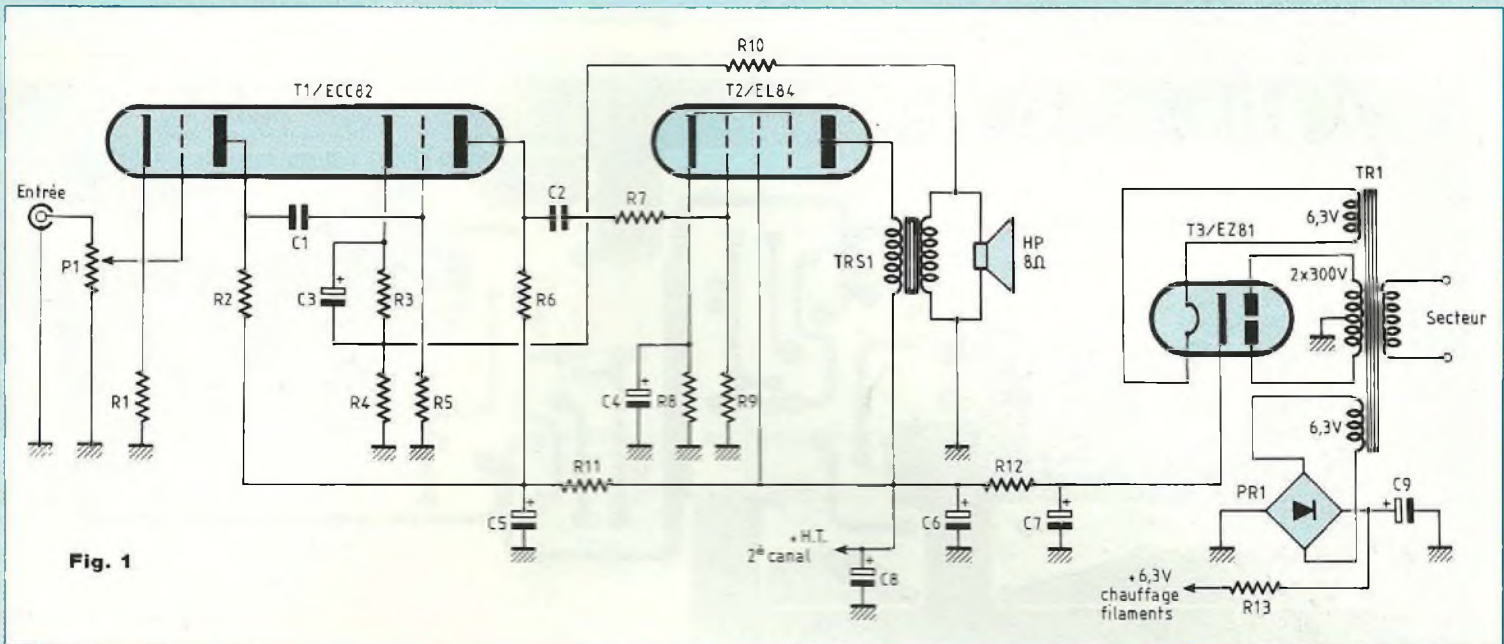 R10
T1/ECC82
T2/EL84
TR1
Entrée
6,3V
T3/EZ81
P1
C1
C2
R7
HP
8Ω
TRS1
2x300V
Secteur
R2
C3
R3
R6
R1
R4
R5
C4
R8
R9
6,3V
R11
R12
PR1
C9
C5
C6
C7
+H.T.
2è canal
C8
+6,3V
chauffage
filaments
R13
Fig. 1